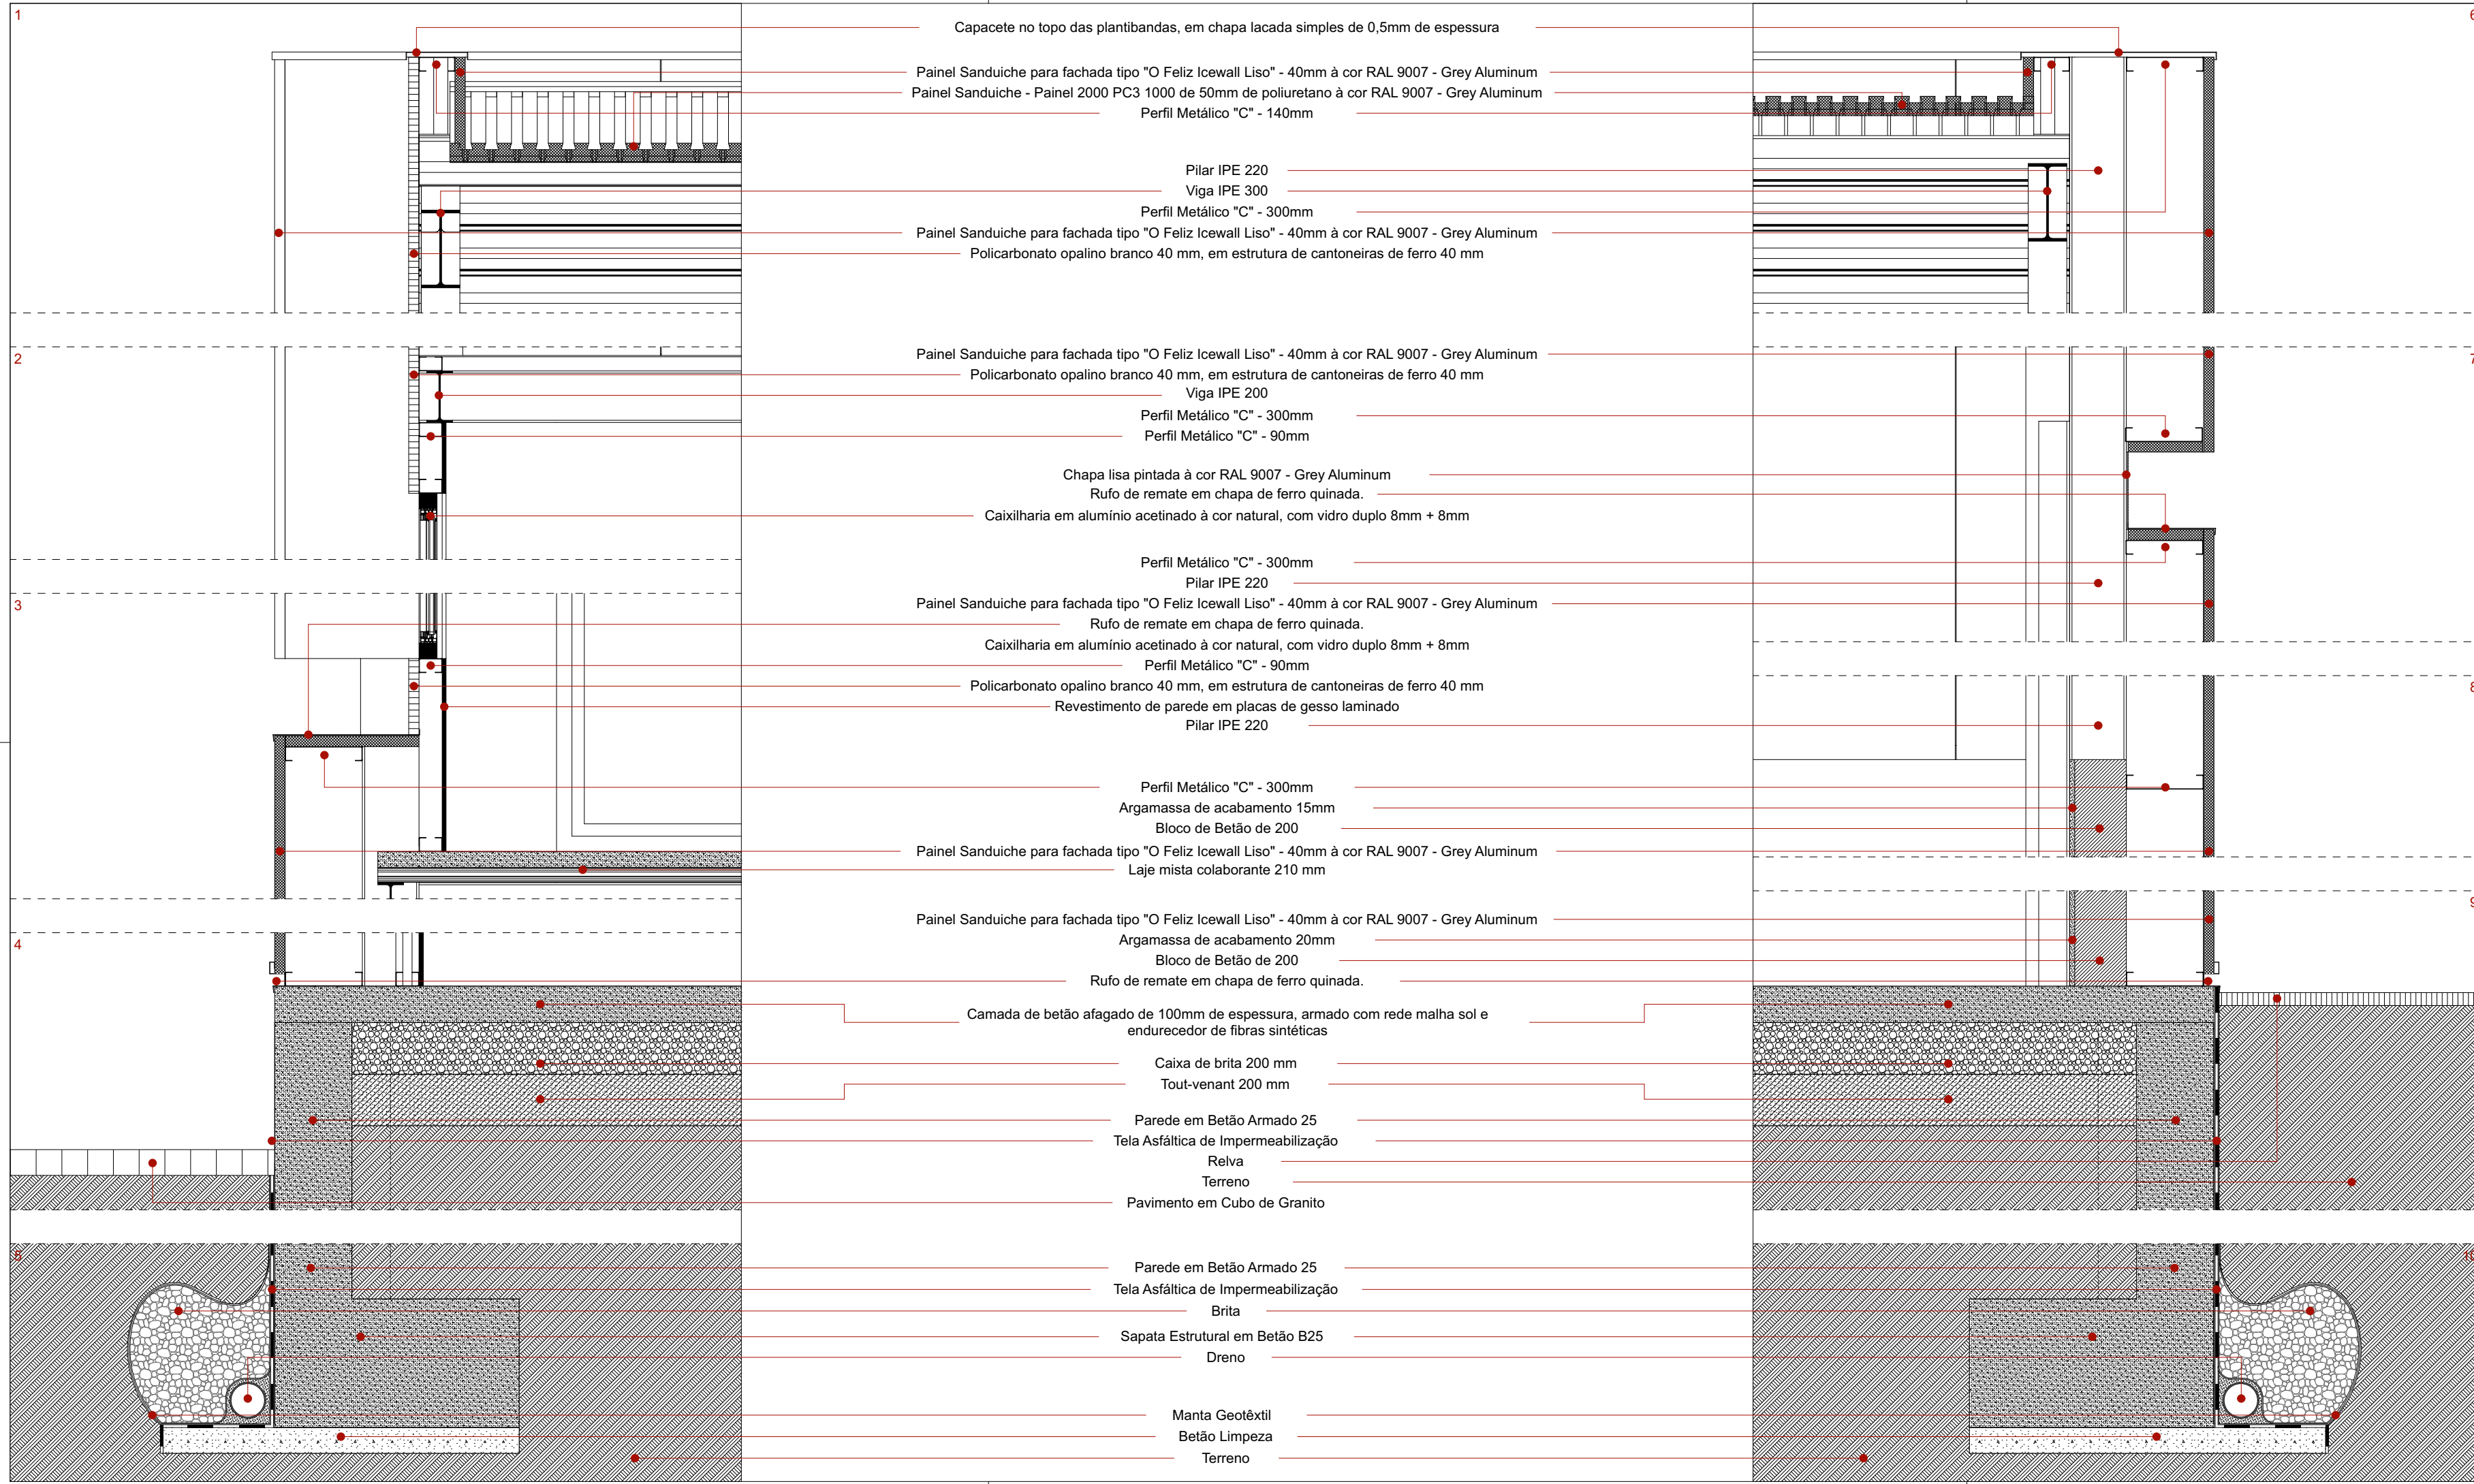 1
6
Capacete no topo das plantibandas, em chapa lacada simples de 0,5mm de espessura
Painel Sanduiche para fachada tipo "O Feliz Icewall Liso" - 40mm à cor RAL 9007 - Grey Aluminum
Painel Sanduiche - Painel 2000 PC3 1000 de 50mm de poliuretano à cor RAL 9007 - Grey Aluminum
Perfil Metálico "C" - 140mm
Pilar IPE 220
Viga IPE 300
Perfil Metálico "C" - 300mm
Painel Sanduiche para fachada tipo "O Feliz Icewall Liso" - 40mm à cor RAL 9007 - Grey Aluminum
Policarbonato opalino branco 40 mm, em estrutura de cantoneiras de ferro 40 mm
2
7
Painel Sanduiche para fachada tipo "O Feliz Icewall Liso" - 40mm à cor RAL 9007 - Grey Aluminum
Policarbonato opalino branco 40 mm, em estrutura de cantoneiras de ferro 40 mm
Viga IPE 200
Perfil Metálico "C" - 300mm
Perfil Metálico "C" - 90mm
Chapa lisa pintada à cor RAL 9007 - Grey Aluminum
Rufo de remate em chapa de ferro quinada.
Caixilharia em alumínio acetinado à cor natural, com vidro duplo 8mm + 8mm
Perfil Metálico "C" - 300mm
Pilar IPE 220
3
Painel Sanduiche para fachada tipo "O Feliz Icewall Liso" - 40mm à cor RAL 9007 - Grey Aluminum
Rufo de remate em chapa de ferro quinada.
Caixilharia em alumínio acetinado à cor natural, com vidro duplo 8mm + 8mm
Perfil Metálico "C" - 90mm
Policarbonato opalino branco 40 mm, em estrutura de cantoneiras de ferro 40 mm
8
Revestimento de parede em placas de gesso laminado
Pilar IPE 220
Perfil Metálico "C" - 300mm
Argamassa de acabamento 15mm
Bloco de Betão de 200
Painel Sanduiche para fachada tipo "O Feliz Icewall Liso" - 40mm à cor RAL 9007 - Grey Aluminum
Laje mista colaborante 210 mm
9
Painel Sanduiche para fachada tipo "O Feliz Icewall Liso" - 40mm à cor RAL 9007 - Grey Aluminum
4
Argamassa de acabamento 20mm
Bloco de Betão de 200
Rufo de remate em chapa de ferro quinada.
Camada de betão afagado de 100mm de espessura, armado com rede malha sol e
endurecedor de fibras sintéticas
Caixa de brita 200 mm
Tout-venant 200 mm
Parede em Betão Armado 25
Tela Asfáltica de Impermeabilização
Relva
Terreno
Pavimento em Cubo de Granito
5
10
Parede em Betão Armado 25
Tela Asfáltica de Impermeabilização
Brita
Sapata Estrutural em Betão B25
Dreno
Manta Geotêxtil
Betão Limpeza
Terreno